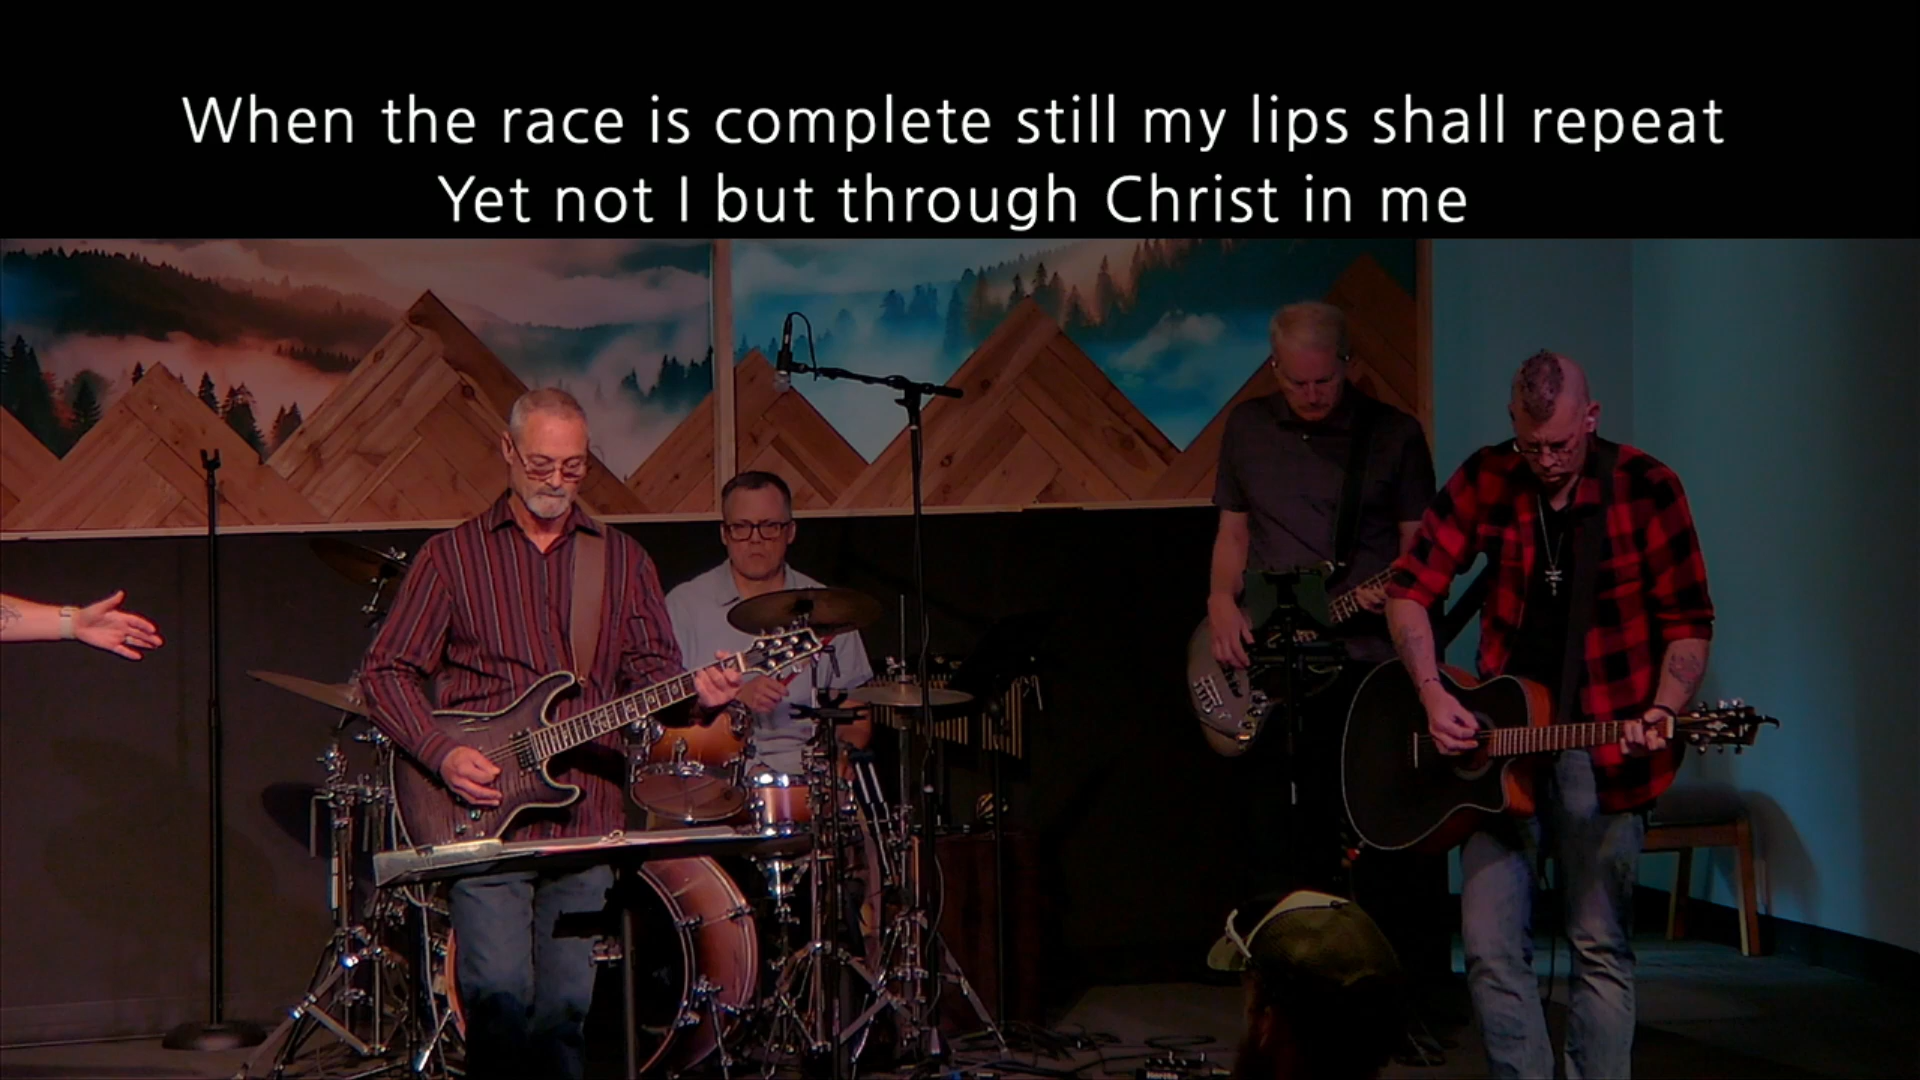 When the race is complete still my lips shall repeat
Yet not I but through Christ in me